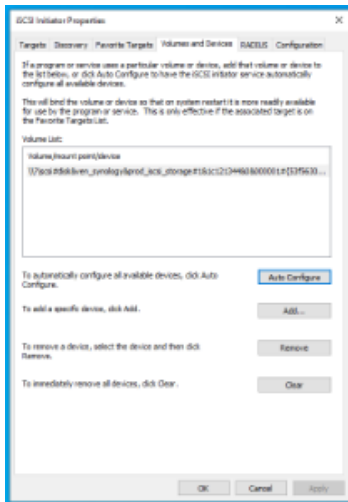 iSCSI Initiator Properties
Targets Discovery Favorite Targets Volumes and Devices RADIUS Configuration
If a program or service uses a particular volume or device, add that volume or device to
the list below, or click Auto Configure to have the iSCSI initiator service automatically
configure all available devices.
This will bind the volume or device so that on system restart it is more readily available
for use by the program or service. This is only effective if the associated target is on
the Favorite Targets List.
Volume List:
Volume/mount point/device
To automatically configure all available devices, click Auto
Configure.
Auto Configure
To add a specific device, click Add.
Add...
To remove a device, select the device and then click
Remove.
Remove
To immediately remove all devices, click Clear.
Clear
OK Cancel Apply